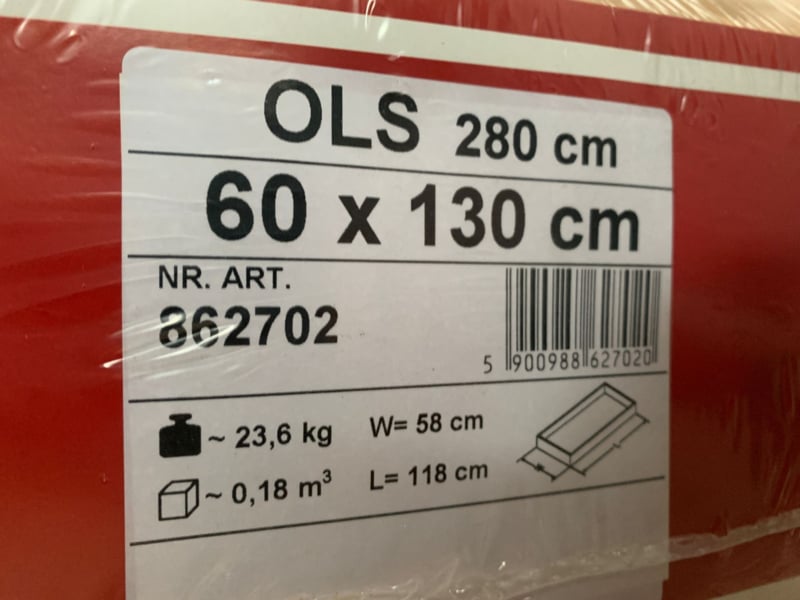 OLS 280 cm
60 x 130 cm
NR. ART.
862702
5 900988 627020
~ 23,6 kg W= 58 cm
~ 0,18 m³ L= 118 cm